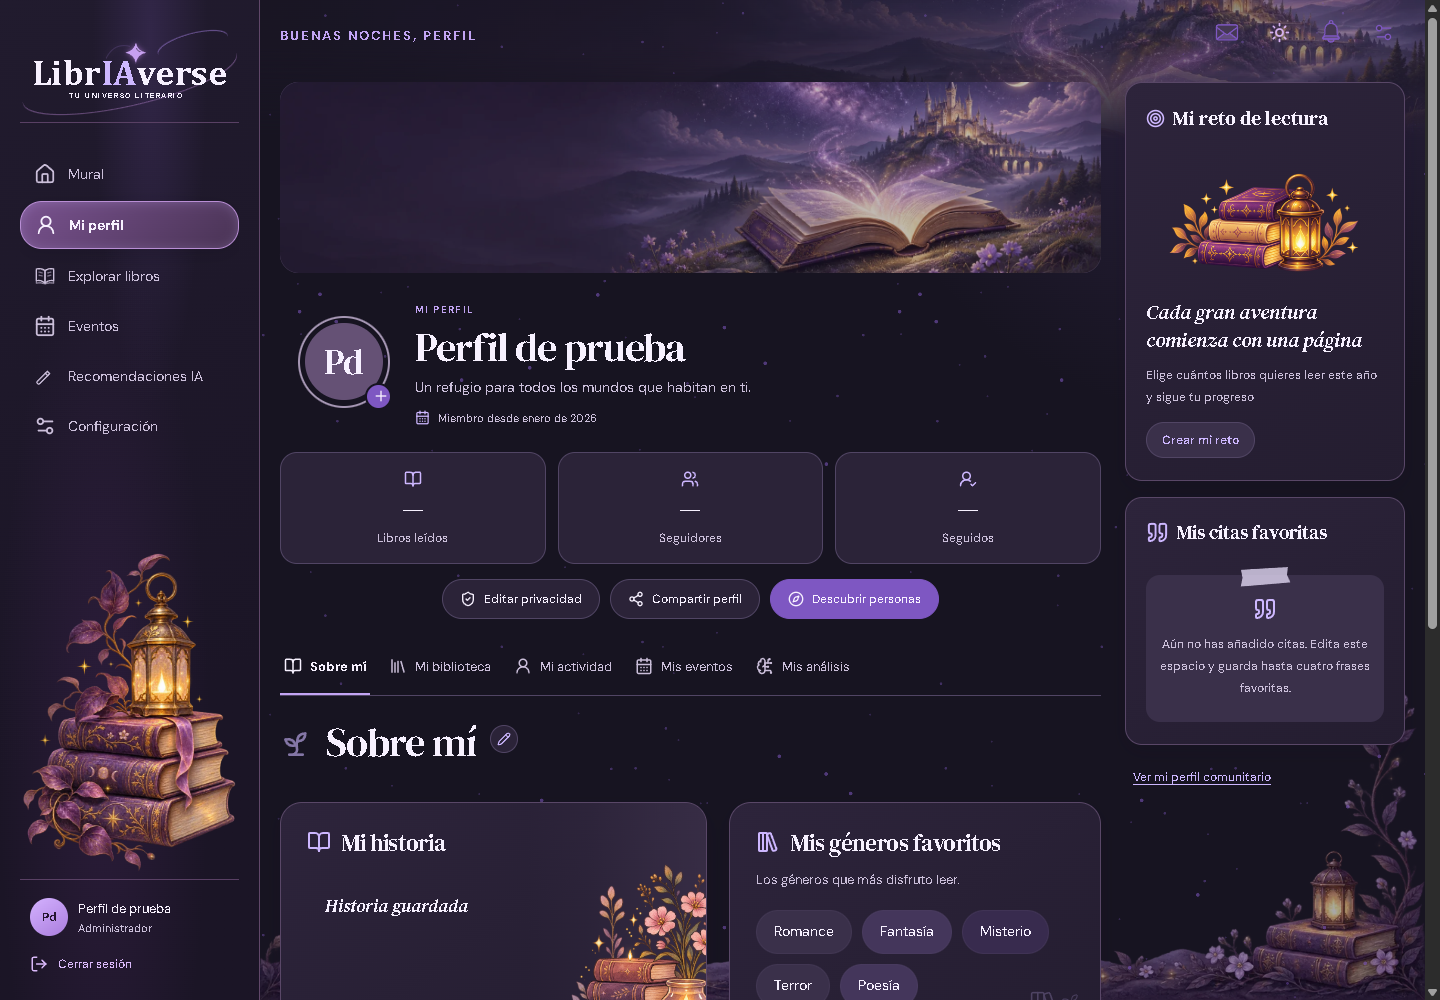 LibrIAverse
TU UNIVERSO LITERARIO
Mural
Mi perfil
Explorar libros
Eventos
Recomendaciones IA
Configuración
Pd
Perfil de prueba
Administrador
Cerrar sesión
BUENAS NOCHES, PERFIL
Pd
MI PERFIL
Perfil de prueba
Un refugio para todos los mundos que habitan en ti.
Miembro desde enero de 2026
—
Libros leídos
—
Seguidores
—
Seguidos
Editar privacidad
Compartir perfil
Descubrir personas
Sobre mí
Mi biblioteca
Mi actividad
Mis eventos
Mis análisis
Sobre mí
Mi historia
Historia guardada
Mis géneros favoritos
Los géneros que más disfruto leer.
Romance
Fantasía
Misterio
Terror
Poesía
Mi reto de lectura
Cada gran aventura
comienza con una página
Elige cuántos libros quieres leer este año
y sigue tu progreso
Crear mi reto
Mis citas favoritas
Aún no has añadido citas. Edita este
espacio y guarda hasta cuatro frases
favoritas.
Ver mi perfil comunitario